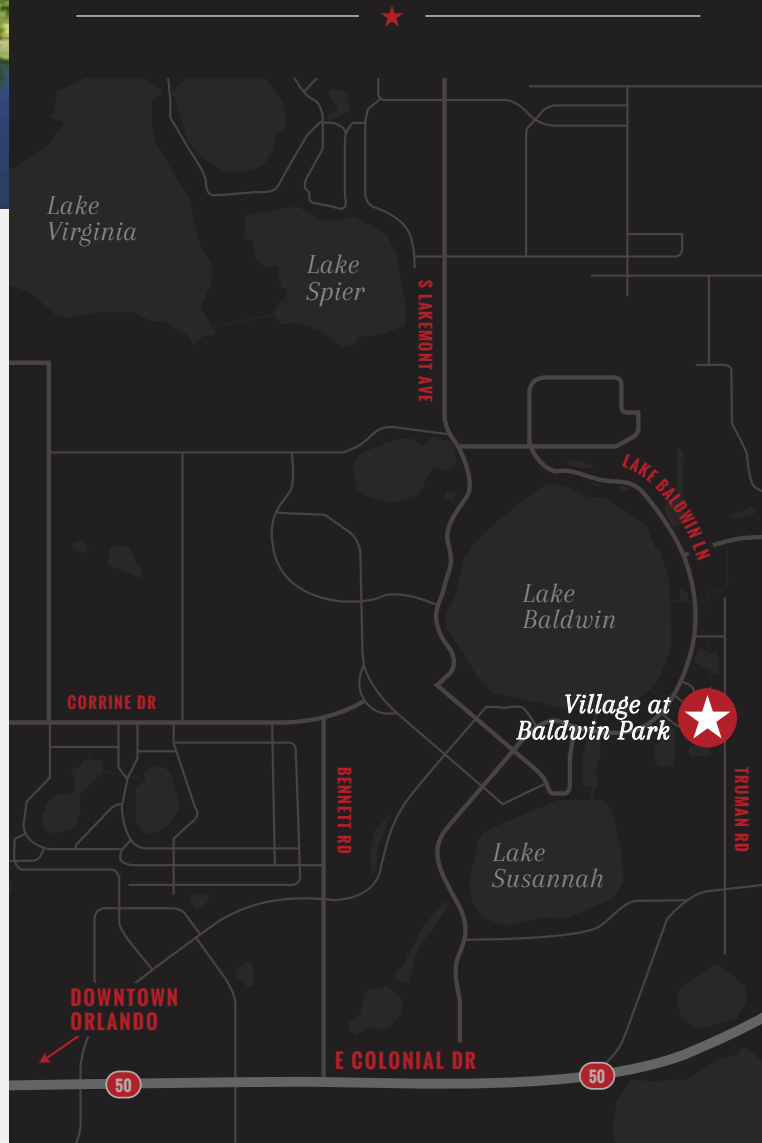 Lake
Virginia
Lake
Spier
S LAKEMONT AVE
LAKE BALDWIN LN
Lake
Baldwin
CORRINE DR
Village at
Baldwin Park
BENNETT RD
TRUMAN RD
Lake
Susannah
DOWNTOWN
ORLANDO
E COLONIAL DR
50
50